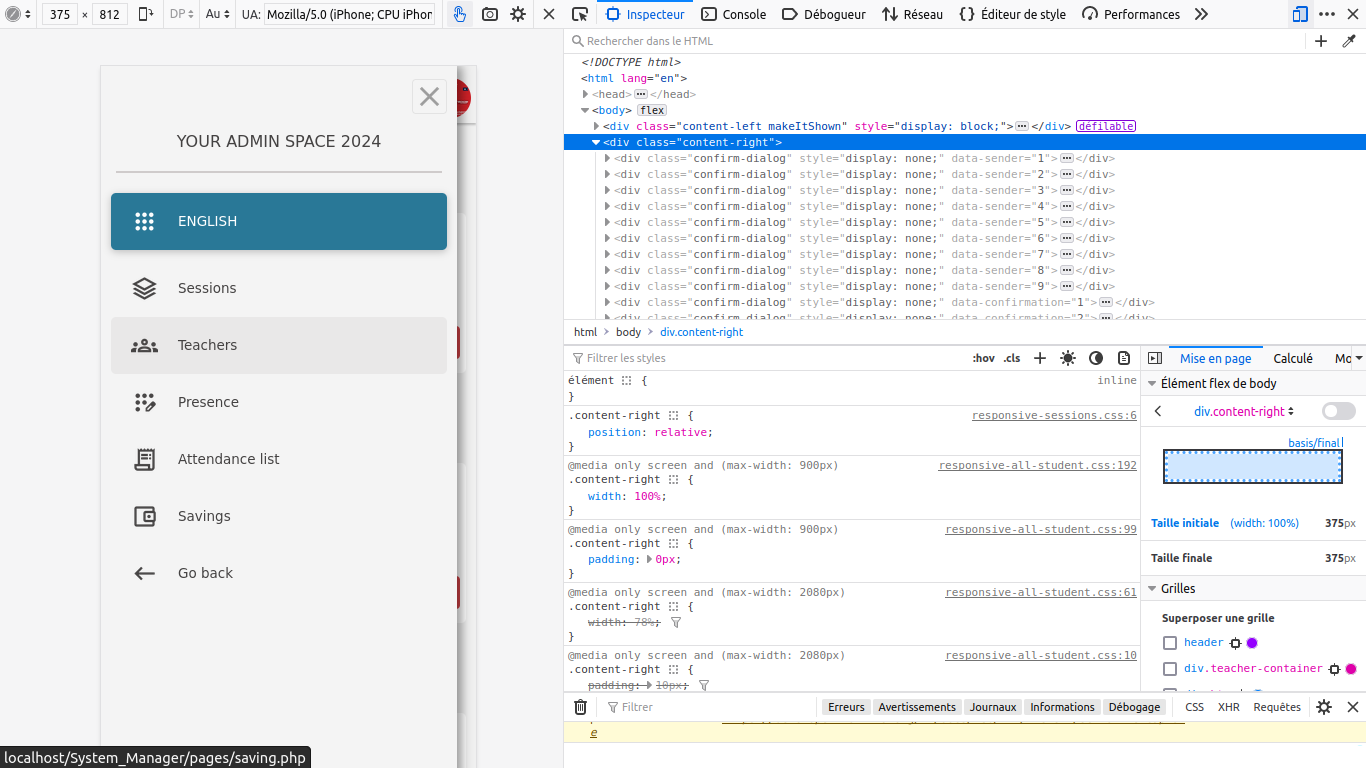 375 × 812 DP Au UA: Mozilla/5.0 (iPhone; CPU iPhon
Inspecteur Console Débogueur Réseau Éditeur de style Performances
Rechercher dans le HTML
<!DOCTYPE html>
<html lang="en">
<head> </head>
<body> flex
<div class="content-left makeItShown" style="display: block;"> </div> défilable
<div class="content-right">
<div class="confirm-dialog" style="display: none;" data-sender="1"> </div>
<div class="confirm-dialog" style="display: none;" data-sender="2"> </div>
<div class="confirm-dialog" style="display: none;" data-sender="3"> </div>
<div class="confirm-dialog" style="display: none;" data-sender="4"> </div>
<div class="confirm-dialog" style="display: none;" data-sender="5"> </div>
<div class="confirm-dialog" style="display: none;" data-sender="6"> </div>
<div class="confirm-dialog" style="display: none;" data-sender="7"> </div>
<div class="confirm-dialog" style="display: none;" data-sender="8"> </div>
<div class="confirm-dialog" style="display: none;" data-sender="9"> </div>
<div class="confirm-dialog" style="display: none;" data-confirmation="1"> </div>
<div class="confirm-dialog" style="display: none;" data-confirmation="2"> </div>
html > body > div.content-right
YOUR ADMIN SPACE 2024
ENGLISH
Sessions
Teachers
Presence
Attendance list
Savings
Go back
localhost/System_Manager/pages/saving.php
Filtrer les styles :hov .cls
élément { inline
}
.content-right { responsive-sessions.css:6
position: relative;
}
@media only screen and (max-width: 900px) responsive-all-student.css:192
.content-right {
width: 100%;
}
@media only screen and (max-width: 900px) responsive-all-student.css:99
.content-right {
padding: 0px;
}
@media only screen and (max-width: 2080px) responsive-all-student.css:61
.content-right {
width: 78%;
}
@media only screen and (max-width: 2080px) responsive-all-student.css:10
.content-right {
padding: 10px;
Mise en page Calculé Mo
Élément flex de body
div.content-right
basis/final
Taille initiale (width: 100%) 375px
Taille finale 375px
Grilles
Superposer une grille
header
div.teacher-container
Filtrer Erreurs Avertissements Journaux Informations Débogage CSS XHR Requêtes
e